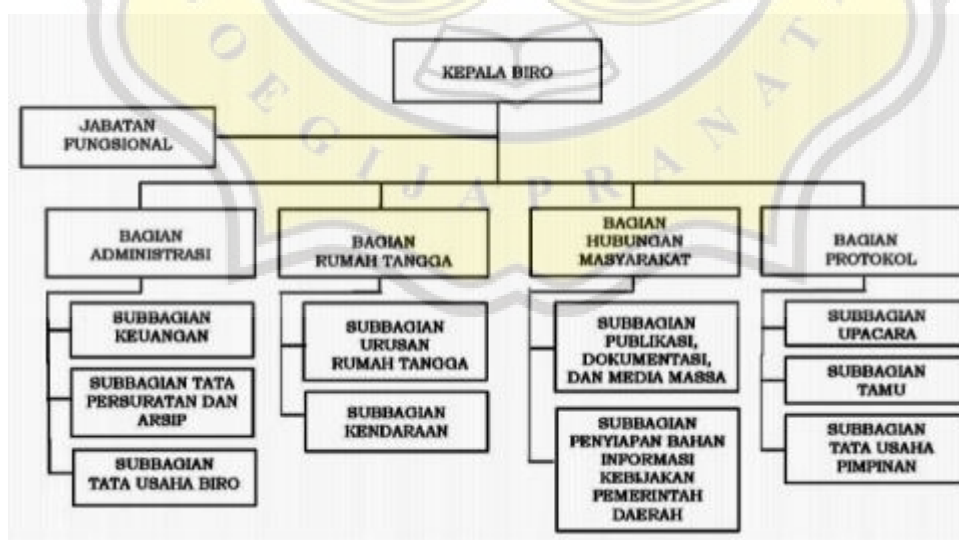 OEGIJAPRANAT
KEPALA BIRO
JABATAN
FUNGSIONAL
BAGIAN
ADMINISTRASI
BAGIAN
RUMAH TANGGA
BAGIAN
HUBUNGAN
MASYARAKAT
BAGIAN
PROTOKOL
SUBBAGIAN
KEUANGAN
SUBBAGIAN TATA
PERSURATAN DAN
ARSIP
SUBBAGIAN
TATA USAHA BIRO
SUBBAGIAN
URUSAN
RUMAH TANGGA
SUBBAGIAN
KENDARAAN
SUBBAGIAN
PUBLIKASI,
DOKUMENTASI,
DAN MEDIA MASSA
SUBBAGIAN
PENYIAPAN BAHAN
INFORMASI
KEBIJAKAN
PEMERINTAH
DAERAH
SUBBAGIAN
UPACARA
SUBBAGIAN
TAMU
SUBBAGIAN
TATA USAHA
PIMPINAN